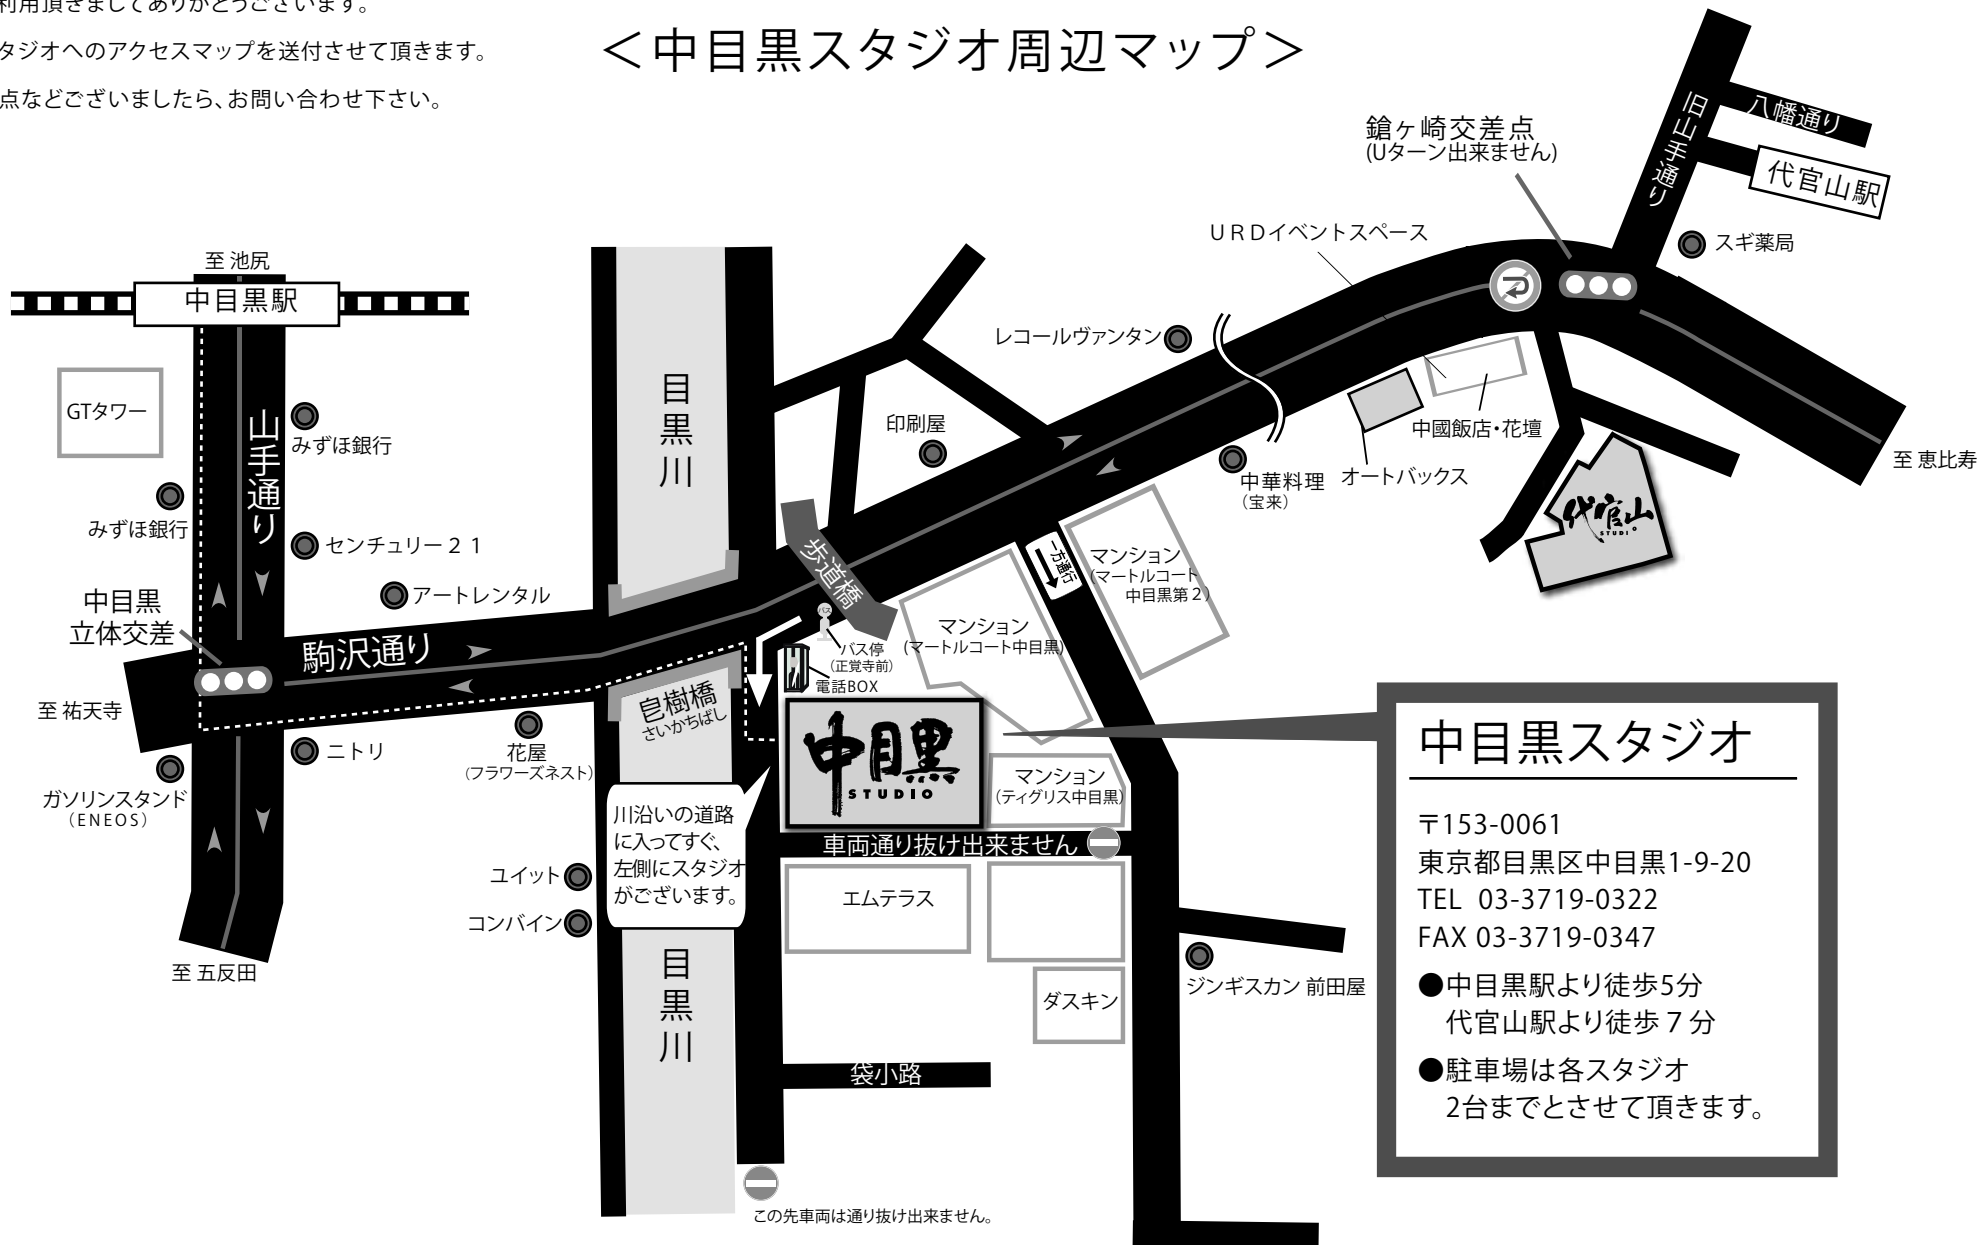 利用頂きましてありがとうございます。
タジオへのアクセスマップを送付させて頂きます。
点などございましたら、お問い合わせ下さい。
＜中目黒スタジオ周辺マップ＞
旧山手通り
八幡通り
代官山駅
鎗ヶ崎交差点
(Uターン出来ません)
スギ薬局
URDイベントスペース
至 池尻
中目黒駅
GTタワー
山手通り
みずほ銀行
みずほ銀行
センチュリー２１
アートレンタル
中目黒
立体交差
駒沢通り
至 祐天寺
ニトリ
ガソリンスタンド
（ENEOS）
花屋
（フラワーズネスト）
至 五反田
目黒川
皀樹橋
さいかちばし
川沿いの道路
に入ってすぐ、
左側にスタジオ
がございます。
ユイット
コンバイン
目黒川
レコールヴァンタン
印刷屋
歩道橋
バス
バス停
（正覚寺前）
電話BOX
中目黒
STUDIO
マンション
(マートルコート中目黒)
一方通行
マンション
(マートルコート
中目黒第２)
マンション
(ティグリス中目黒)
車両通り抜け出来ません
エムテラス
ダスキン
袋小路
この先車両は通り抜け出来ません。
ジンギスカン 前田屋
中華料理
（宝来）
オートバックス
中國飯店・花壇
至 恵比寿
代官山
STUDIO
中目黒スタジオ
〒153-0061
東京都目黒区中目黒1-9-20
TEL 03-3719-0322
FAX 03-3719-0347
●中目黒駅より徒歩5分
代官山駅より徒歩７分
●駐車場は各スタジオ
2台までとさせて頂きます。